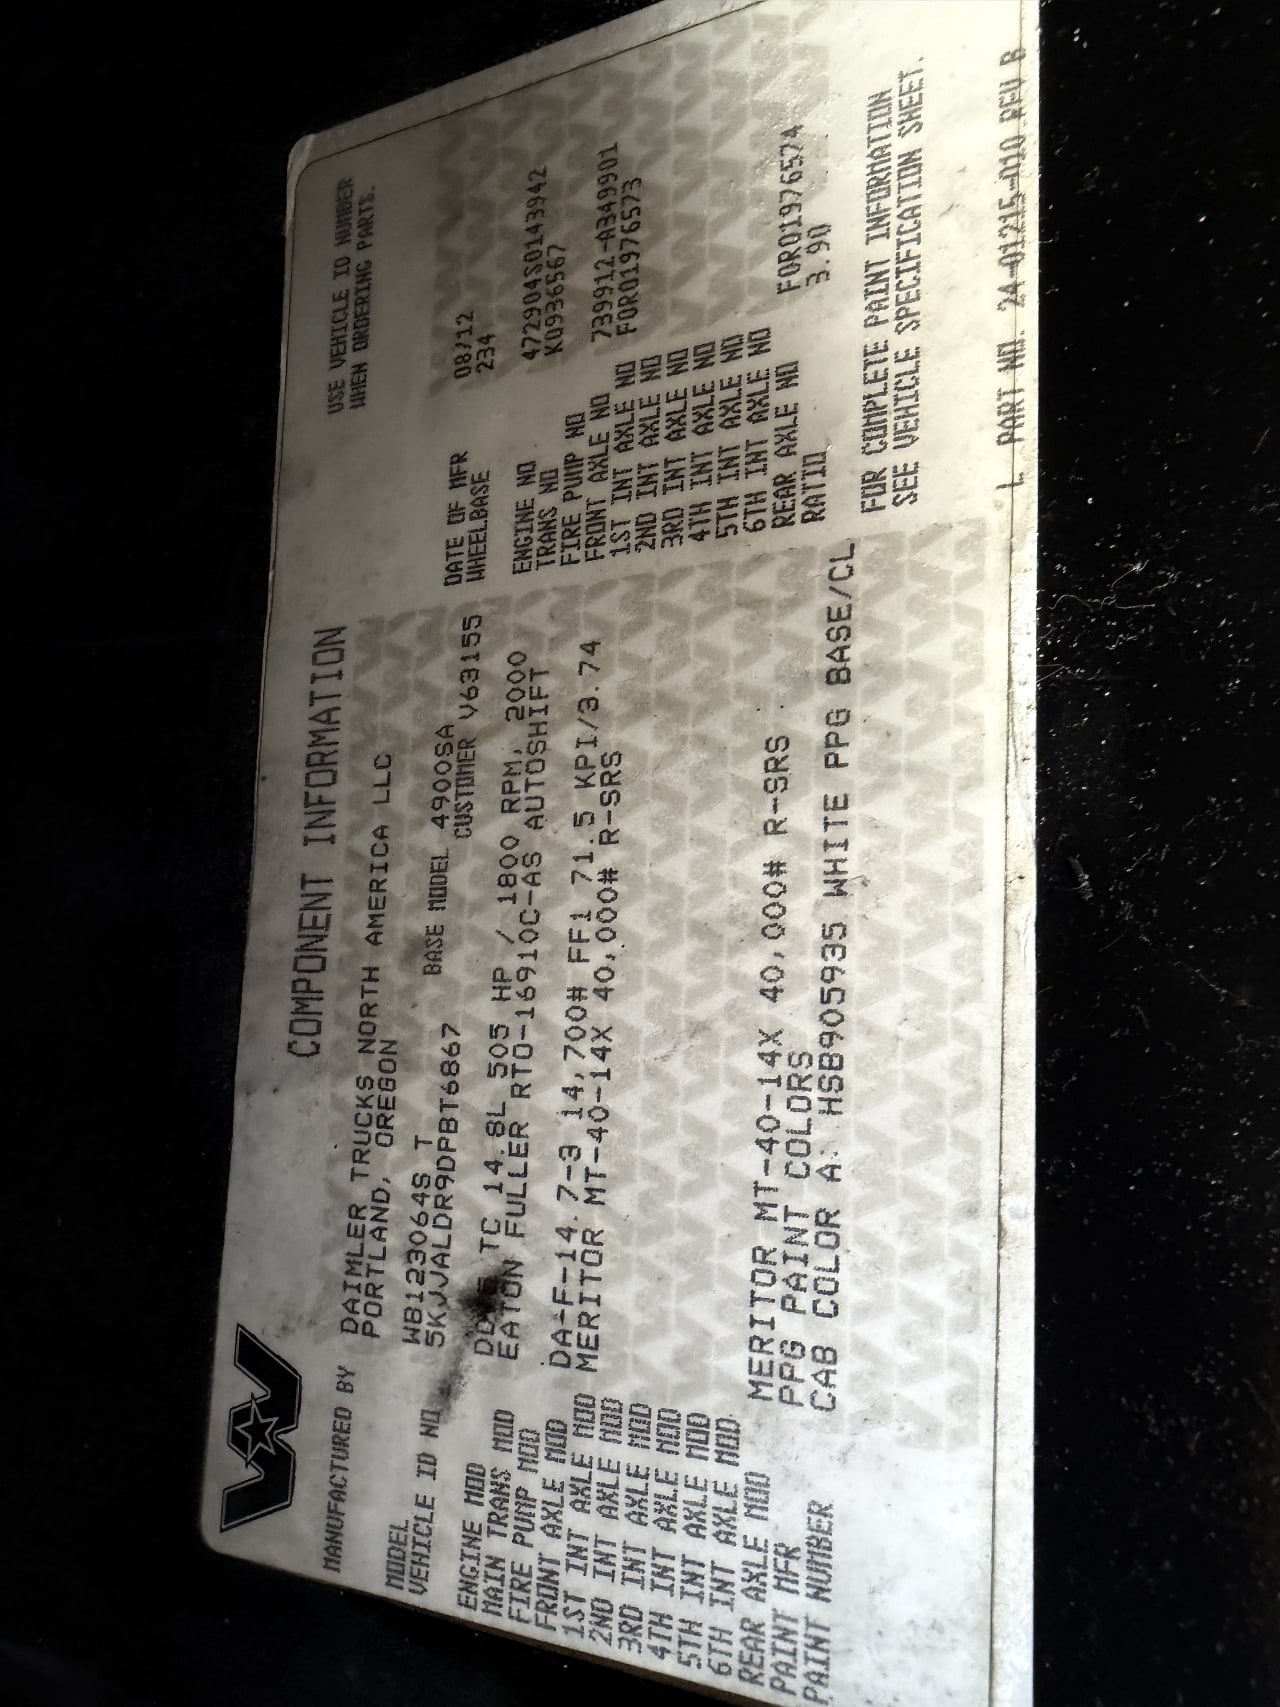 COMPONENT INFORMATION
USE VEHICLE ID NUMBER
WHEN ORDERING PARTS.
MANUFACTURED BY DAIMLER TRUCKS NORTH AMERICA LLC
PORTLAND, OREGON
MODEL WB123064S T BASE MODEL 4900SA DATE OF MFR 08/12
VEHICLE ID NO 5KJJALDR9DPBT6867 CUSTOMER V63155 WHEELBASE 234
ENGINE MOD TC 14.8L 505 HP / 1800 RPM, 2000 ENGINE NO 472904S0143942
MAIN TRANS MOD EATON FULLER RTO-16910C-AS AUTOSHIFT TRANS NO K0936567
FIRE PUMP MOD FIRE PUMP NO
FRONT AXLE MOD DA-F-14.7-3 14,700# FF1 71.5 KPI/3.74 FRONT AXLE NO 739912-A349901
1ST INT AXLE MOD MERITOR MT-40-14X 40,000# R-SRS 1ST INT AXLE NO FOR01976573
2ND INT AXLE MOD 2ND INT AXLE NO
3RD INT AXLE MOD 3RD INT AXLE NO
4TH INT AXLE MOD 4TH INT AXLE NO
5TH INT AXLE MOD 5TH INT AXLE NO
6TH INT AXLE MOD 6TH INT AXLE NO
REAR AXLE MOD MERITOR MT-40-14X 40,000# R-SRS REAR AXLE NO FOR01976574
PAINT MFR PPG PAINT COLORS RATIO 3.90
PAINT NUMBER CAB COLOR A: HSB905935 WHITE PPG BASE/CL
FOR COMPLETE PAINT INFORMATION
SEE VEHICLE SPECIFICATION SHEET.
PART NO. 24-01215-010 REV B